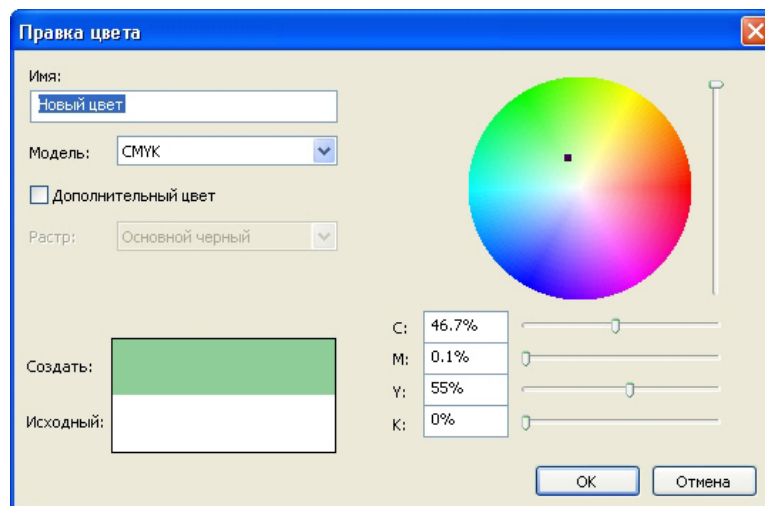 Правка цвета
Имя:
Новый цвет
Модель: CMYK
Дополнительный цвет
Растр: Основной черный
Создать:
Исходный:
C: 46.7%
M: 0.1%
Y: 55%
K: 0%
OK Отмена